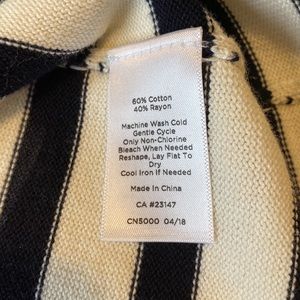 60% Cotton
40% Rayon
Machine Wash Cold
Gentle Cycle
Only Non-Chlorine
Bleach When Needed
Reshape, Lay Flat To
Dry
Cool Iron If Needed
Made In China
CA #23147
CN5000 04/18